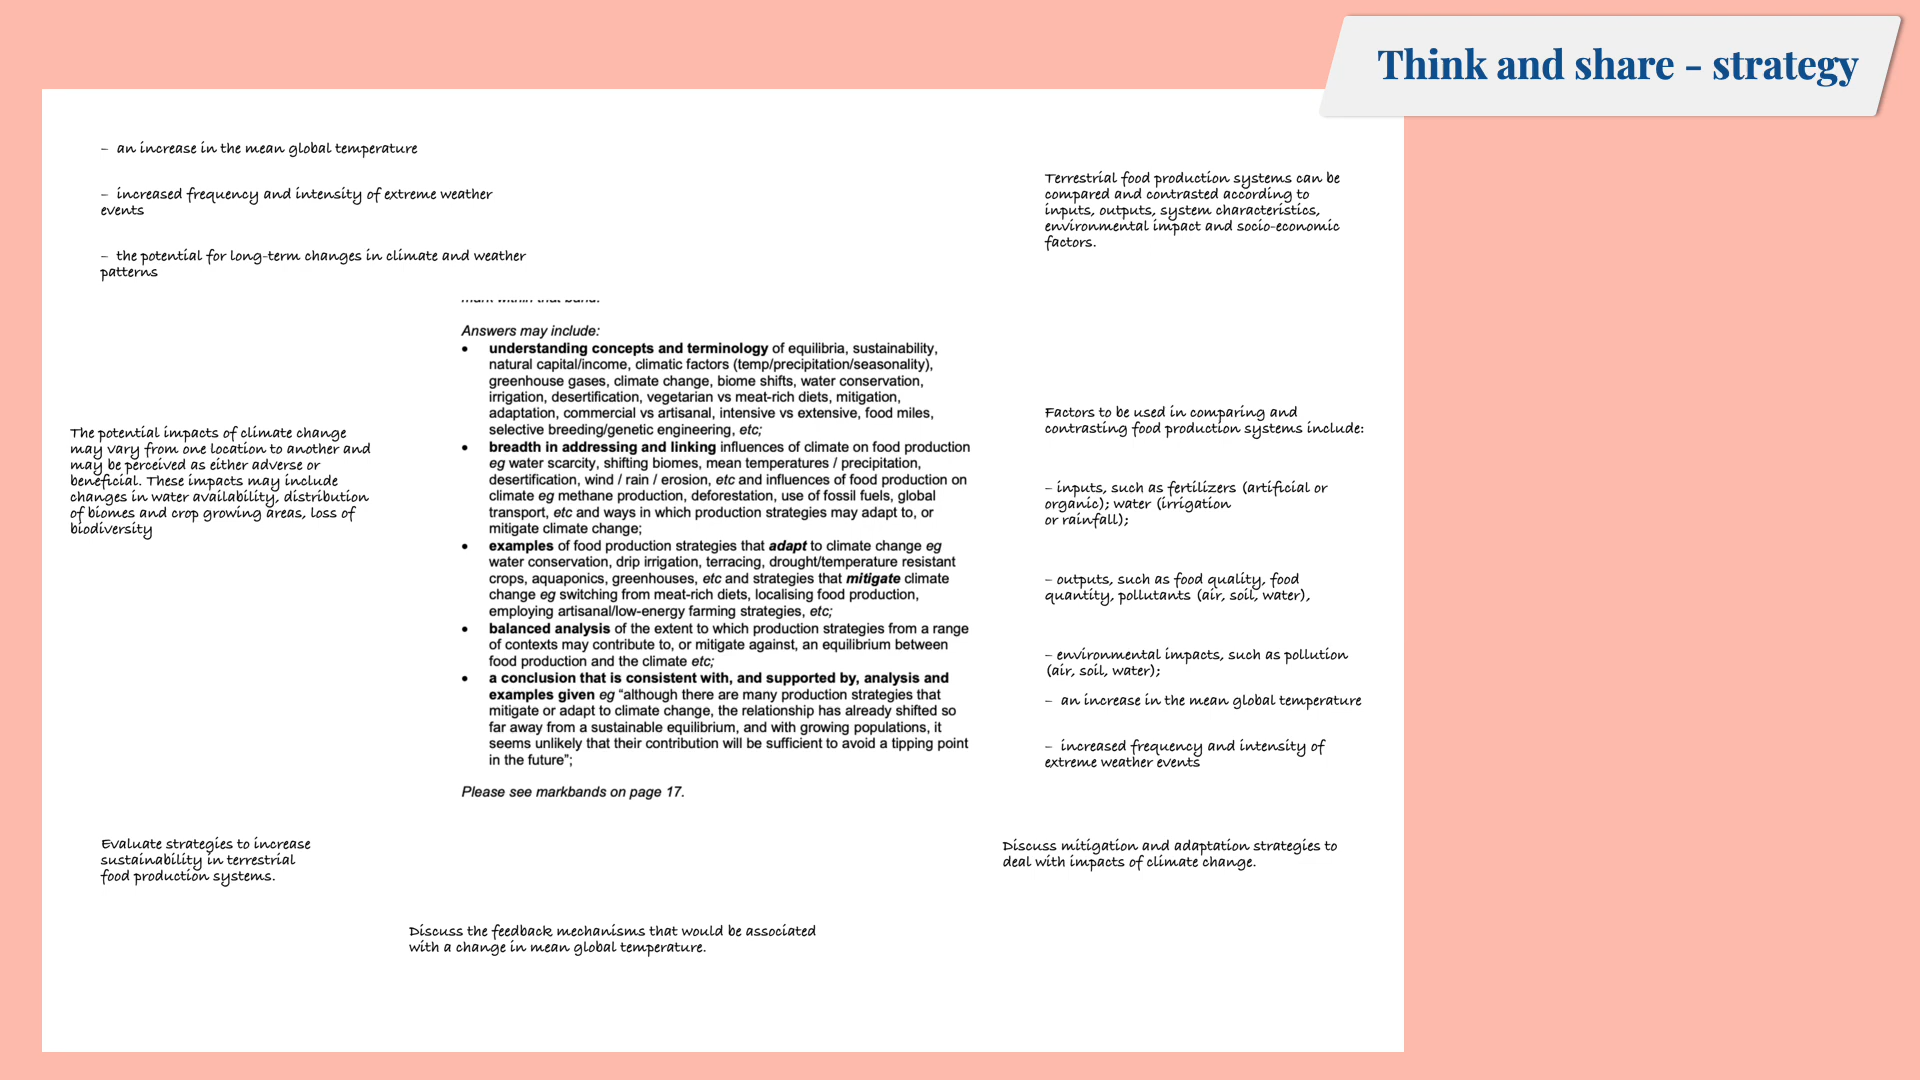 Think and share - strategy
– an increase in the mean global temperature
– increased frequency and intensity of extreme weather
events
– the potential for long-term changes in climate and weather
patterns
Terrestrial food production systems can be
compared and contrasted according to
inputs, outputs, system characteristics,
environmental impact and socio-economic
factors.
mark within that band.
Answers may include:
• understanding concepts and terminology of equilibria, sustainability,
natural capital/income, climatic factors (temp/precipitation/seasonality),
greenhouse gases, climate change, biome shifts, water conservation,
irrigation, desertification, vegetarian vs meat-rich diets, mitigation,
adaptation, commercial vs artisanal, intensive vs extensive, food miles,
selective breeding/genetic engineering, etc;
• breadth in addressing and linking influences of climate on food production
eg water scarcity, shifting biomes, mean temperatures / precipitation,
desertification, wind / rain / erosion, etc and influences of food production on
climate eg methane production, deforestation, use of fossil fuels, global
transport, etc and ways in which production strategies may adapt to, or
mitigate climate change;
• examples of food production strategies that adapt to climate change eg
water conservation, drip irrigation, terracing, drought/temperature resistant
crops, aquaponics, greenhouses, etc and strategies that mitigate climate
change eg switching from meat-rich diets, localising food production,
employing artisanal/low-energy farming strategies, etc;
• balanced analysis of the extent to which production strategies from a range
of contexts may contribute to, or mitigate against, an equilibrium between
food production and the climate etc;
• a conclusion that is consistent with, and supported by, analysis and
examples given eg “although there are many production strategies that
mitigate or adapt to climate change, the relationship has already shifted so
far away from a sustainable equilibrium, and with growing populations, it
seems unlikely that their contribution will be sufficient to avoid a tipping point
in the future”;
Please see markbands on page 17.
The potential impacts of climate change
may vary from one location to another and
may be perceived as either adverse or
beneficial. These impacts may include
changes in water availability, distribution
of biomes and crop growing areas, loss of
biodiversity
Factors to be used in comparing and
contrasting food production systems include:
– inputs, such as fertilizers (artificial or
organic); water (irrigation
or rainfall);
– outputs, such as food quality, food
quantity, pollutants (air, soil, water),
– environmental impacts, such as pollution
(air, soil, water);
– an increase in the mean global temperature
– increased frequency and intensity of
extreme weather events
Evaluate strategies to increase
sustainability in terrestrial
food production systems.
Discuss mitigation and adaptation strategies to
deal with impacts of climate change.
Discuss the feedback mechanisms that would be associated
with a change in mean global temperature.